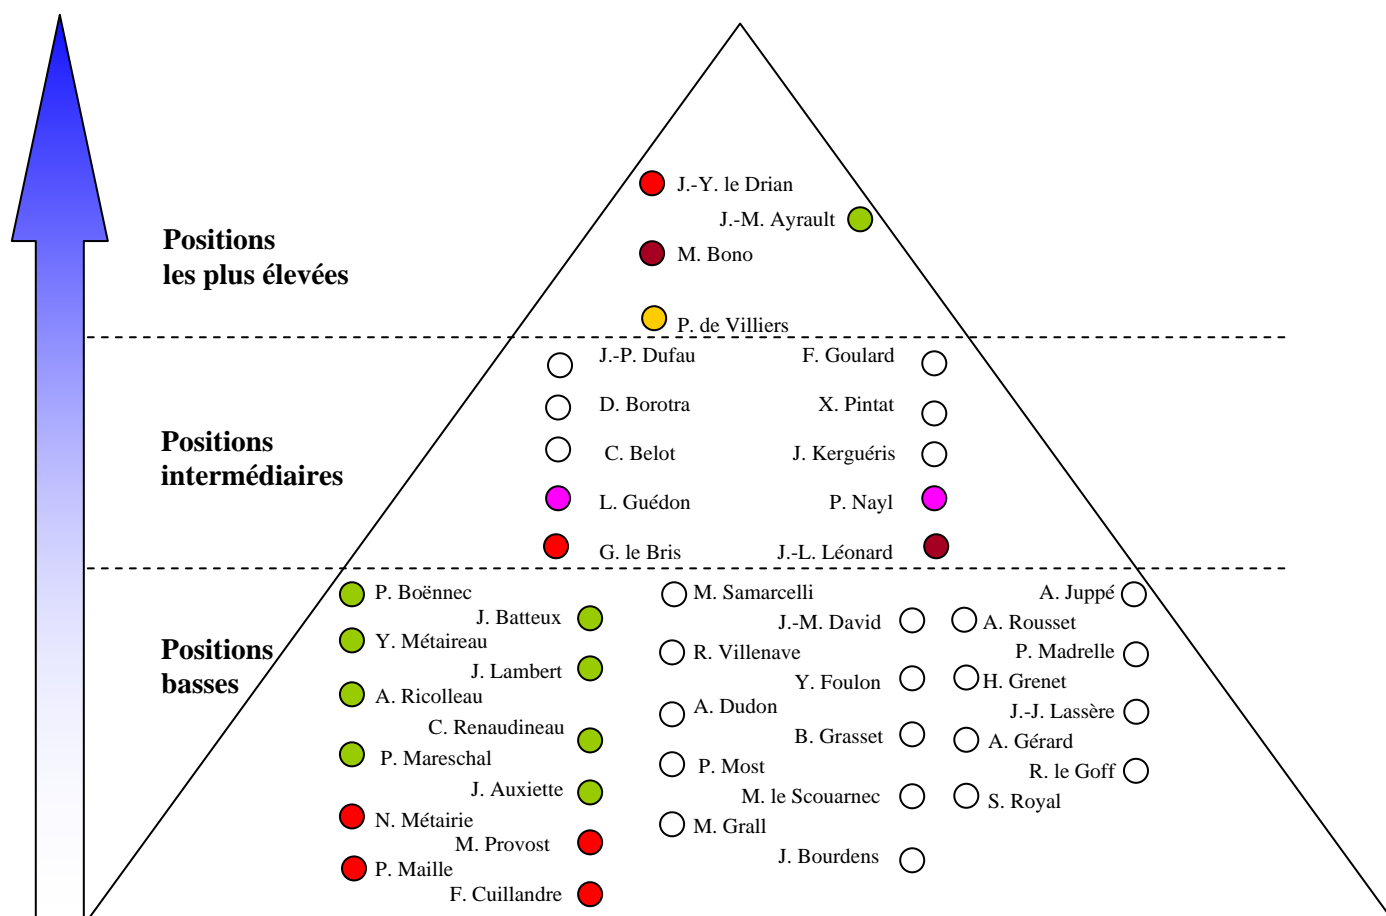 J.-Y. le Drian
J.-M. Ayrault
Positions
les plus élevées
M. Bono
P. de Villiers
J.-P. Dufau
F. Goulard
D. Borotra
X. Pintat
Positions
intermédiaires
C. Belot
J. Kerguéris
L. Guédon
P. Nayl
G. le Bris
J.-L. Léonard
Positions
basses
P. Boënnec
J. Batteux
Y. Métaireau
J. Lambert
A. Ricolleau
C. Renaudineau
P. Mareschal
J. Auxiette
N. Métairie
M. Provost
P. Maille
F. Cuillandre
M. Samarcelli
J.-M. David
R. Villenave
Y. Foulon
A. Dudon
B. Grasset
P. Most
M. le Scouarnec
M. Grall
J. Bourdens
A. Juppé
A. Rousset
P. Madrelle
H. Grenet
J.-J. Lassère
A. Gérard
R. le Goff
S. Royal